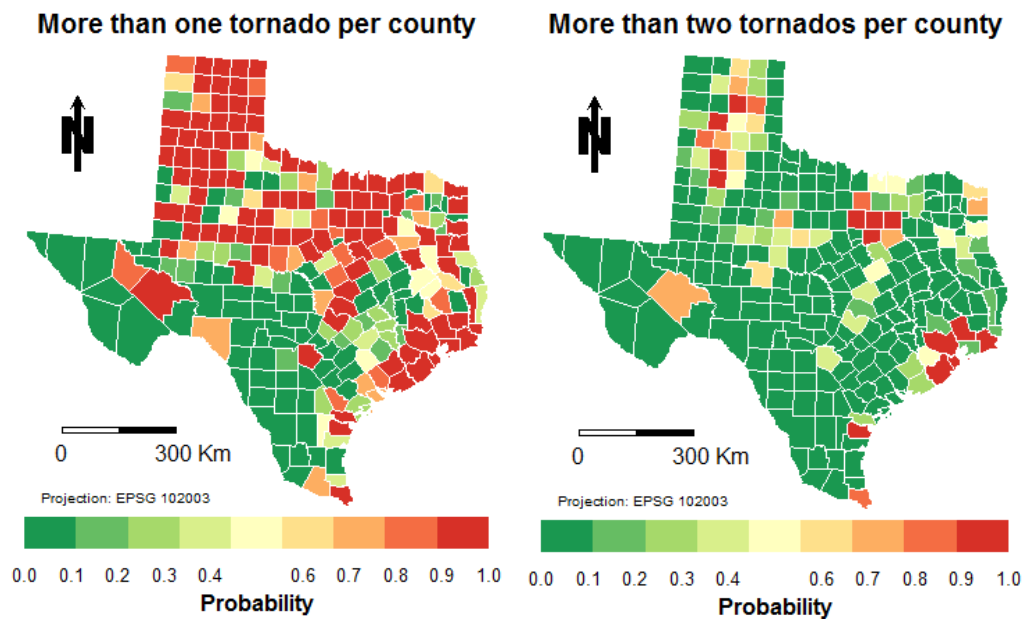 More than one tornado per county
N
0 300 Km
Projection: EPSG 102003
0.0 0.1 0.2 0.3 0.4 0.6 0.7 0.8 0.9 1.0
Probability
More than two tornados per county
N
0 300 Km
Projection: EPSG 102003
0.0 0.1 0.2 0.3 0.4 0.6 0.7 0.8 0.9 1.0
Probability